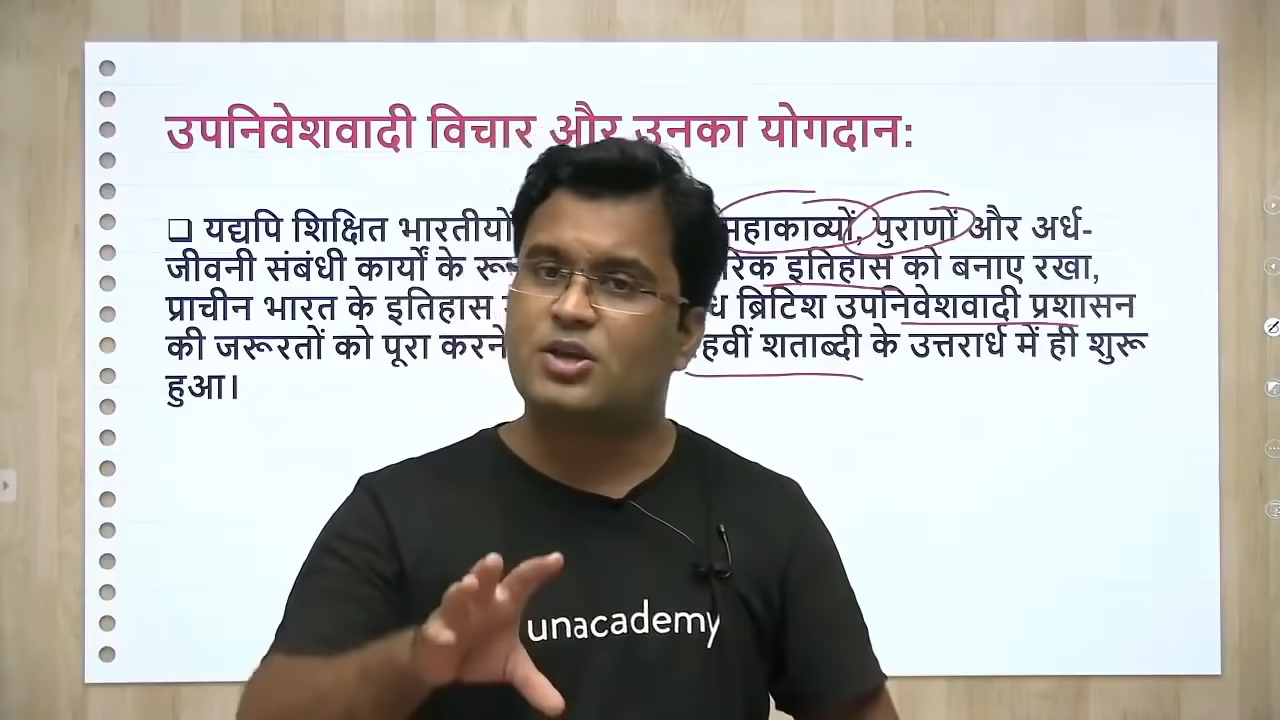 उपनिवेशवादी विचार और उनका योगदान:
❑ यद्यपि शिक्षित भारतीयों महाकाव्यों, पुराणों और अर्ध-
जीवनी संबंधी कार्यों के इतिहास को बनाए रखा,
प्राचीन भारत के इतिहास ब्रिटिश उपनिवेशवादी प्रशासन
की जरूरतों को पूरा करने शताब्दी के उत्तरार्ध में ही शुरू
हुआ।
unacademy